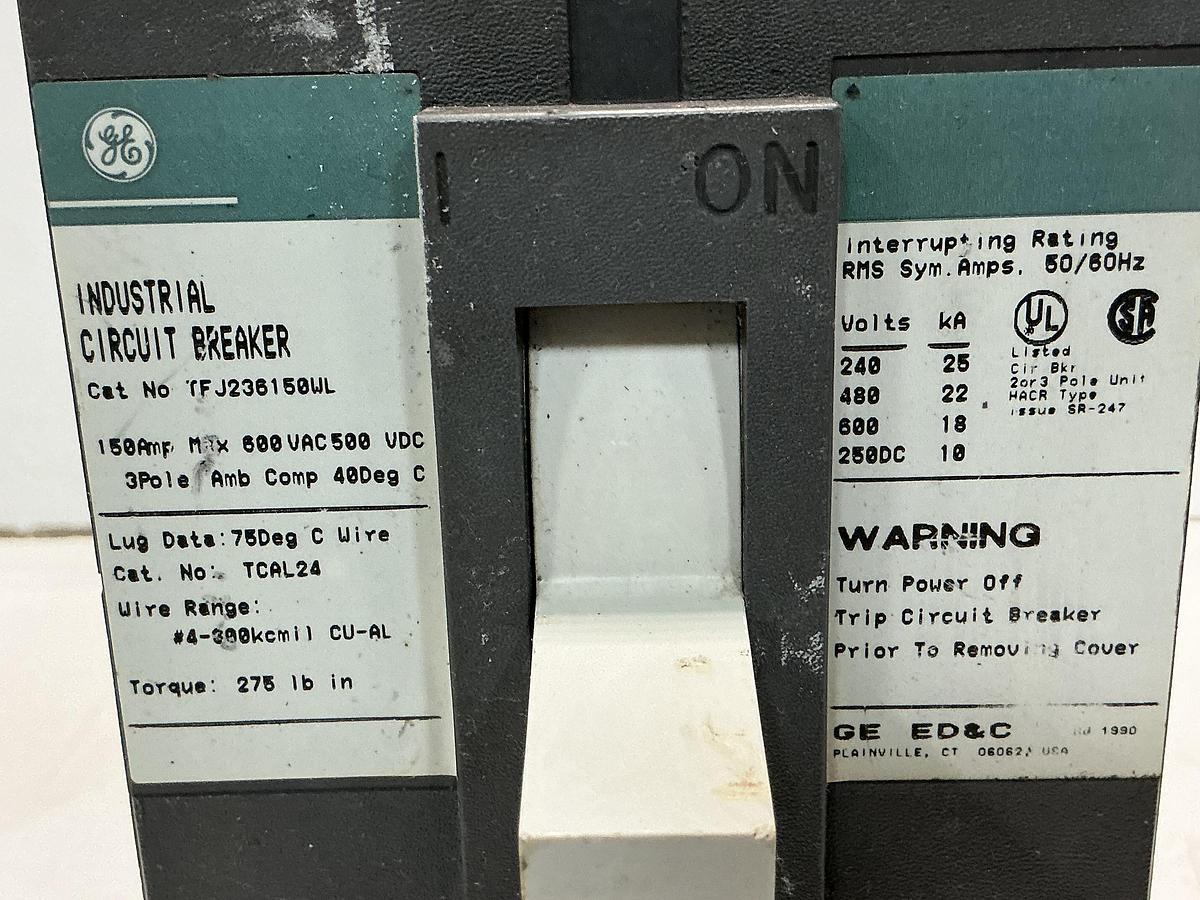 GE
INDUSTRIAL
CIRCUIT BREAKER
Cat No TFJ236150WL
150Amp Max 600VAC500 VDC
3Pole Amb Comp 40Deg C
Lug Data: 75Deg C Wire
Cat. No: TCAL24
Wire Range:
#4-300kcmil CU-AL
Torque: 275 lb in
I ON
Interrupting Rating
RMS Sym. Amps. 50/60Hz
Volts kA
240 25
480 22
600 18
250DC 10
UL
Listed
Cir Bkr
2or3 Pole Unit
HACR Type
Issue SR-247
SA
WARNING
Turn Power Off
Trip Circuit Breaker
Prior To Removing Cover
GE ED&C
1990
PLAINVILLE, CT 06062, USA